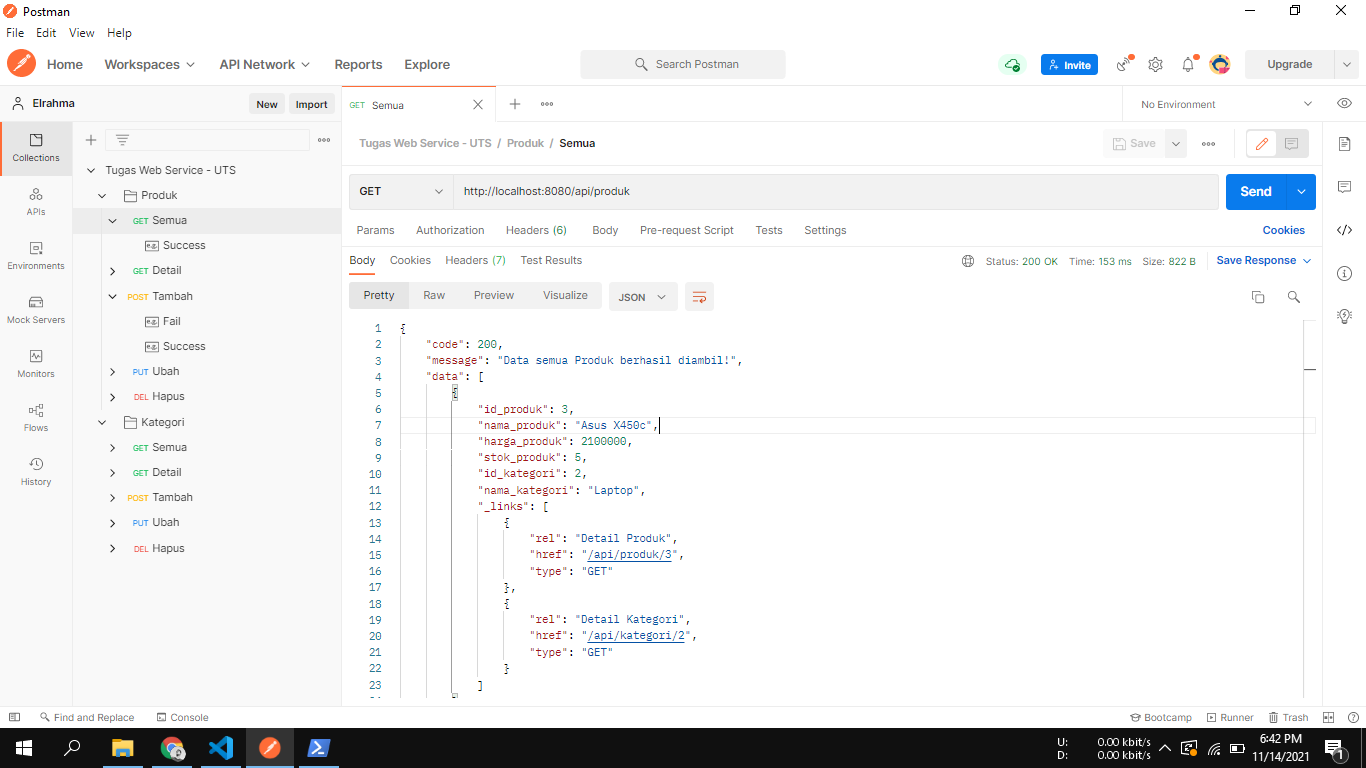 Postman
File Edit View Help
Home Workspaces API Network Reports Explore Search Postman Invite Upgrade
Elrahma New Import GET Semua No Environment
Collections
APIs
Environments
Mock Servers
Monitors
Flows
History
Tugas Web Service - UTS
Produk
GET Semua
Success
GET Detail
POST Tambah
Fail
Success
PUT Ubah
DEL Hapus
Kategori
GET Semua
GET Detail
POST Tambah
PUT Ubah
DEL Hapus
Tugas Web Service - UTS / Produk / Semua Save
GET http://localhost:8080/api/produk Send
Params Authorization Headers (6) Body Pre-request Script Tests Settings Cookies
Body Cookies Headers (7) Test Results Status: 200 OK Time: 153 ms Size: 822 B Save Response
Pretty Raw Preview Visualize JSON
1 {
2 "code": 200,
3 "message": "Data semua Produk berhasil diambil!",
4 "data": [
5 {
6 "id_produk": 3,
7 "nama_produk": "Asus X450c",
8 "harga_produk": 2100000,
9 "stok_produk": 5,
10 "id_kategori": 2,
11 "nama_kategori": "Laptop",
12 "_links": [
13 {
14 "rel": "Detail Produk",
15 "href": "/api/produk/3",
16 "type": "GET"
17 },
18 {
19 "rel": "Detail Kategori",
20 "href": "/api/kategori/2",
21 "type": "GET"
22 }
23 ]
Find and Replace Console Bootcamp Runner Trash
U: 0.00 kbit/s
D: 0.00 kbit/s
6:42 PM
11/14/2021
1